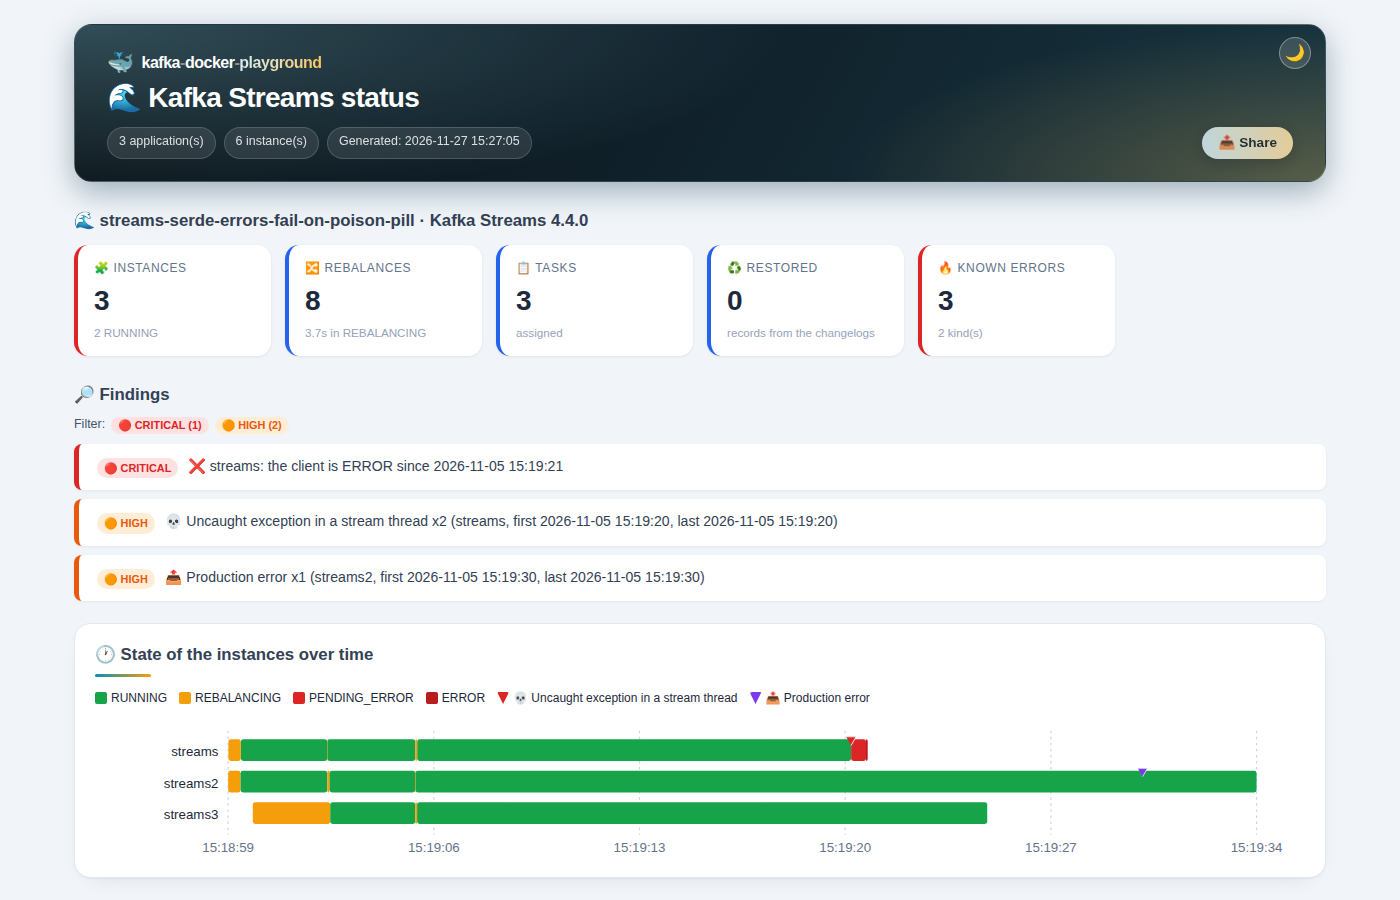 🐳 kafka-docker-playground
🌊 Kafka Streams status
3 application(s) 6 instance(s) Generated: 2026-11-27 15:27:05
📤 Share
🌊 streams-serde-errors-fail-on-poison-pill · Kafka Streams 4.4.0
🧩 INSTANCES
3
2 RUNNING
🔀 REBALANCES
8
3.7s in REBALANCING
📋 TASKS
3
assigned
♻️ RESTORED
0
records from the changelogs
🔥 KNOWN ERRORS
3
2 kind(s)
🔎 Findings
Filter: 🔴 CRITICAL (1) 🟠 HIGH (2)
🔴 CRITICAL ❌ streams: the client is ERROR since 2026-11-05 15:19:21
🟠 HIGH 💀 Uncaught exception in a stream thread x2 (streams, first 2026-11-05 15:19:20, last 2026-11-05 15:19:20)
🟠 HIGH 📤 Production error x1 (streams2, first 2026-11-05 15:19:30, last 2026-11-05 15:19:30)
🕐 State of the instances over time
RUNNING REBALANCING PENDING_ERROR ERROR 💀 Uncaught exception in a stream thread 📤 Production error
streams
streams2
streams3
15:18:59 15:19:06 15:19:13 15:19:20 15:19:27 15:19:34